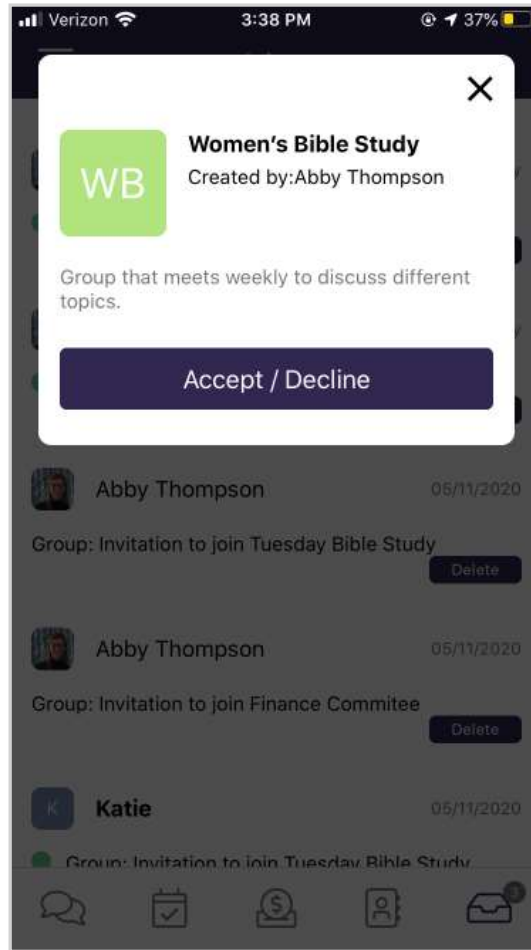 Verizon 3:38 PM 37%
WB
Women’s Bible Study
Created by:Abby Thompson
Group that meets weekly to discuss different
topics.
Accept / Decline
Abby Thompson 05/11/2020
Group: Invitation to join Tuesday Bible Study
Delete
Abby Thompson 05/11/2020
Group: Invitation to join Finance Commitee
Delete
K Katie 05/11/2020
Group: Invitation to join Tuesday Bible Study
3